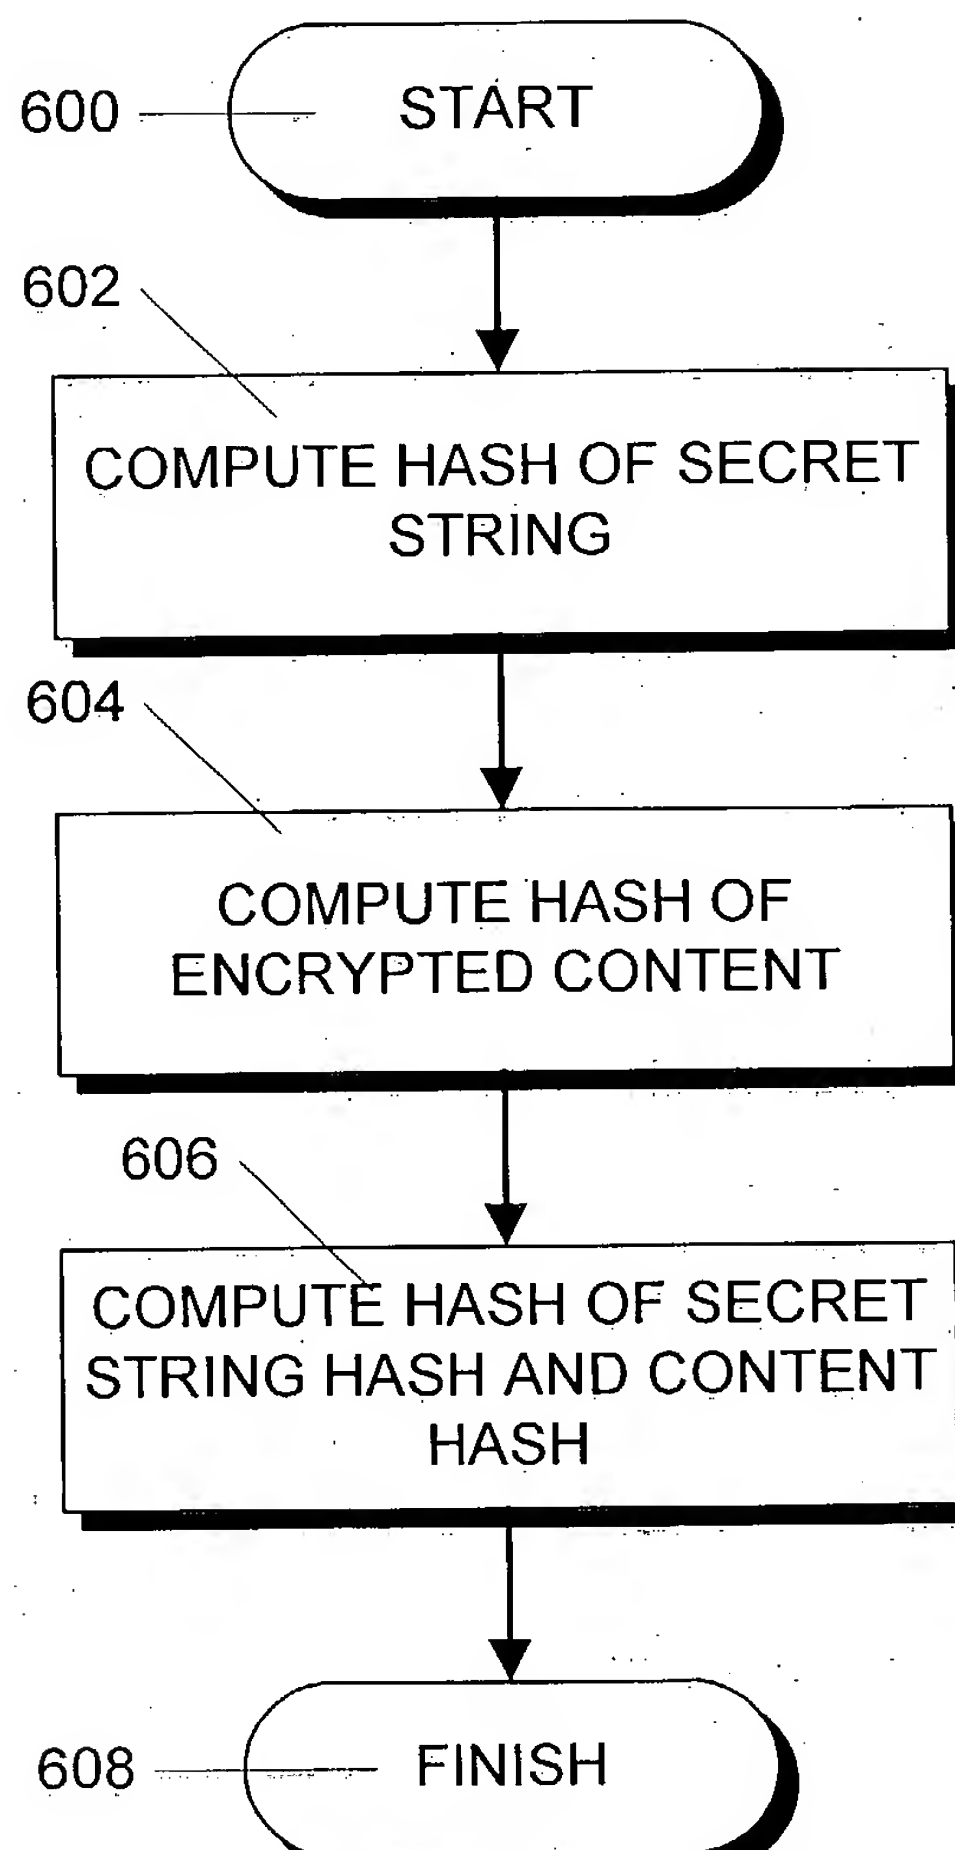 600
START
602
COMPUTE HASH OF SECRET
STRING
604
COMPUTE HASH OF
ENCRYPTED CONTENT
606
COMPUTE HASH OF SECRET
STRING HASH AND CONTENT
HASH
608
FINISH